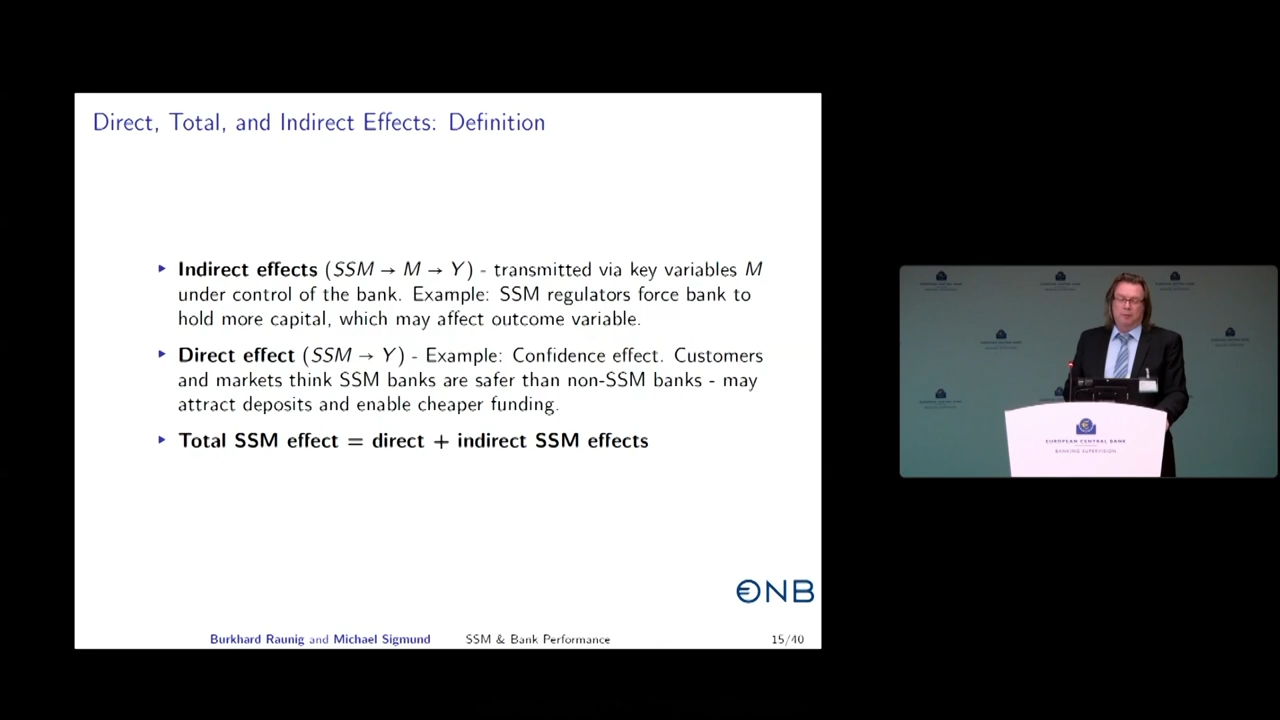 Direct, Total, and Indirect Effects: Definition
▸ Indirect effects (SSM → M → Y) - transmitted via key variables M
under control of the bank. Example: SSM regulators force bank to
hold more capital, which may affect outcome variable.
▸ Direct effect (SSM → Y) - Example: Confidence effect. Customers
and markets think SSM banks are safer than non-SSM banks - may
attract deposits and enable cheaper funding.
▸ Total SSM effect = direct + indirect SSM effects
ONB
Burkhard Raunig and Michael Sigmund SSM & Bank Performance 15/40
EUROPEAN CENTRAL BANK
BANKING SUPERVISION